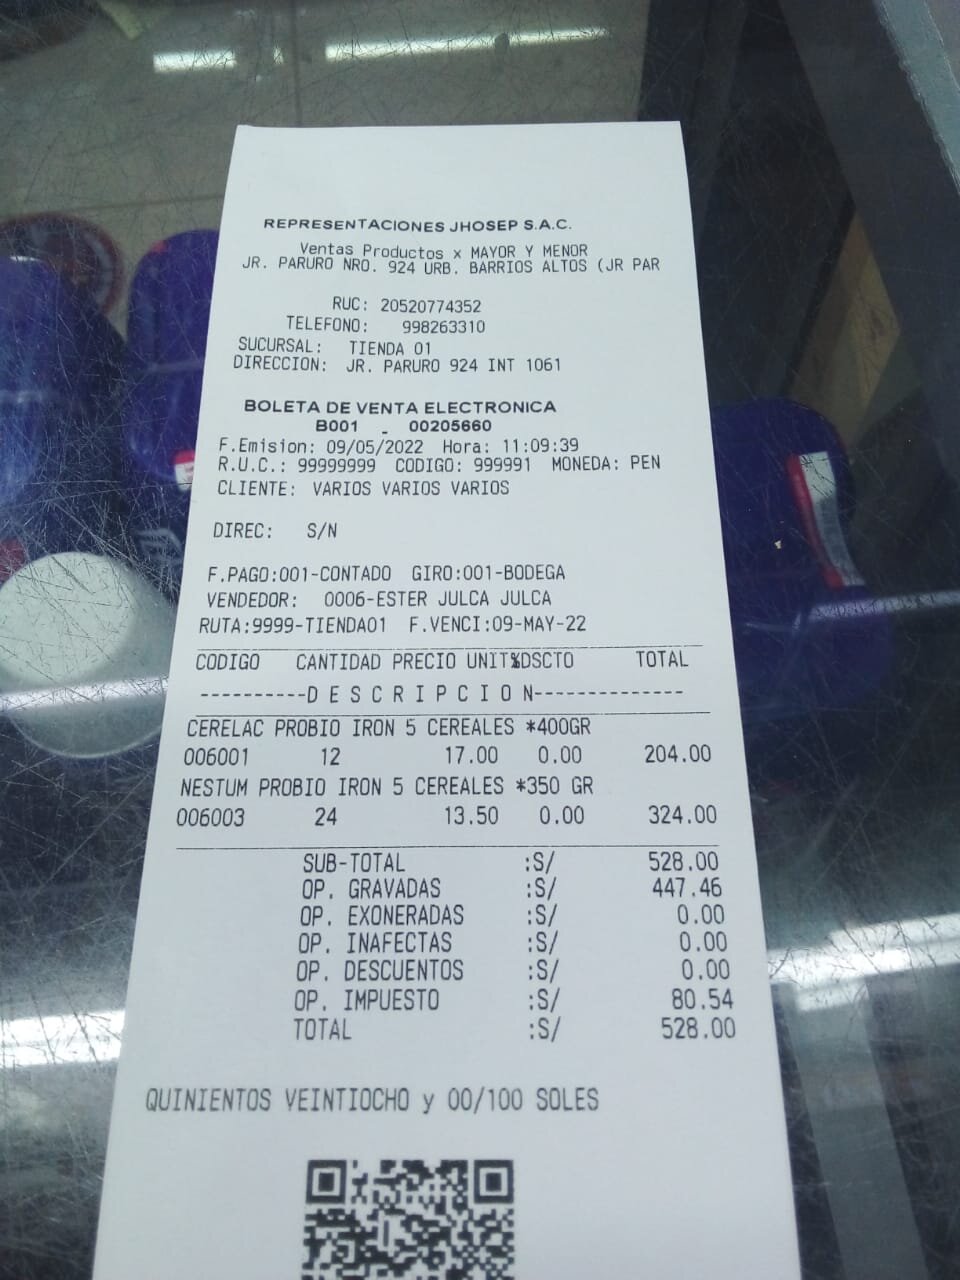 REPRESENTACIONES JHOSEP S.A.C.
Ventas Productos x MAYOR Y MENOR
JR. PARURO NRO. 924 URB. BARRIOS ALTOS (JR PAR
RUC: 20520774352
TELEFONO: 998263310
SUCURSAL: TIENDA 01
DIRECCION: JR. PARURO 924 INT 1061
BOLETA DE VENTA ELECTRONICA
B001 - 00205660
F.Emision: 09/05/2022 Hora: 11:09:39
R.U.C.: 99999999 CODIGO: 999991 MONEDA: PEN
CLIENTE: VARIOS VARIOS VARIOS
DIREC: S/N
F.PAGO:001-CONTADO GIRO:001-BODEGA
VENDEDOR: 0006-ESTER JULCA JULCA
RUTA:9999-TIENDA01 F.VENCI:09-MAY-22
CODIGO CANTIDAD PRECIO UNIT%DSCTO TOTAL
----------D E S C R I P C I O N--------------
CERELAC PROBIO IRON 5 CEREALES *400GR
006001 12 17.00 0.00 204.00
NESTUM PROBIO IRON 5 CEREALES *350 GR
006003 24 13.50 0.00 324.00
SUB-TOTAL :S/ 528.00
OP. GRAVADAS :S/ 447.46
OP. EXONERADAS :S/ 0.00
OP. INAFECTAS :S/ 0.00
OP. DESCUENTOS :S/ 0.00
OP. IMPUESTO :S/ 80.54
TOTAL :S/ 528.00
QUINIENTOS VEINTIOCHO y 00/100 SOLES